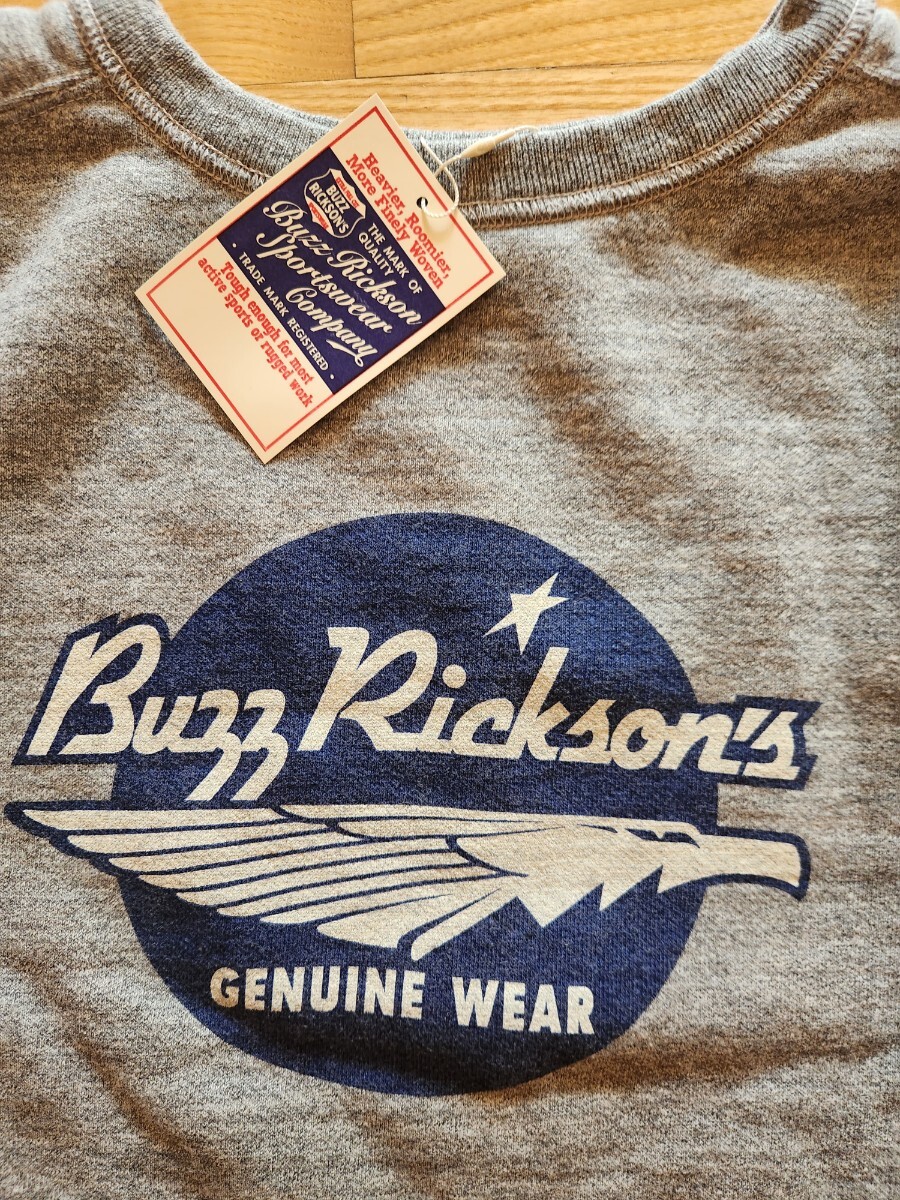 Heavier, Roomier,
More Finely Woven
BUZZ
RICKSON'S
THE MARK OF
QUALITY
Buzz Rickson
Sportswear
Company
· TRADE MARK REGISTERED ·
Tough enough for most
active sports or rugged work
Buzz Rickson's
GENUINE WEAR